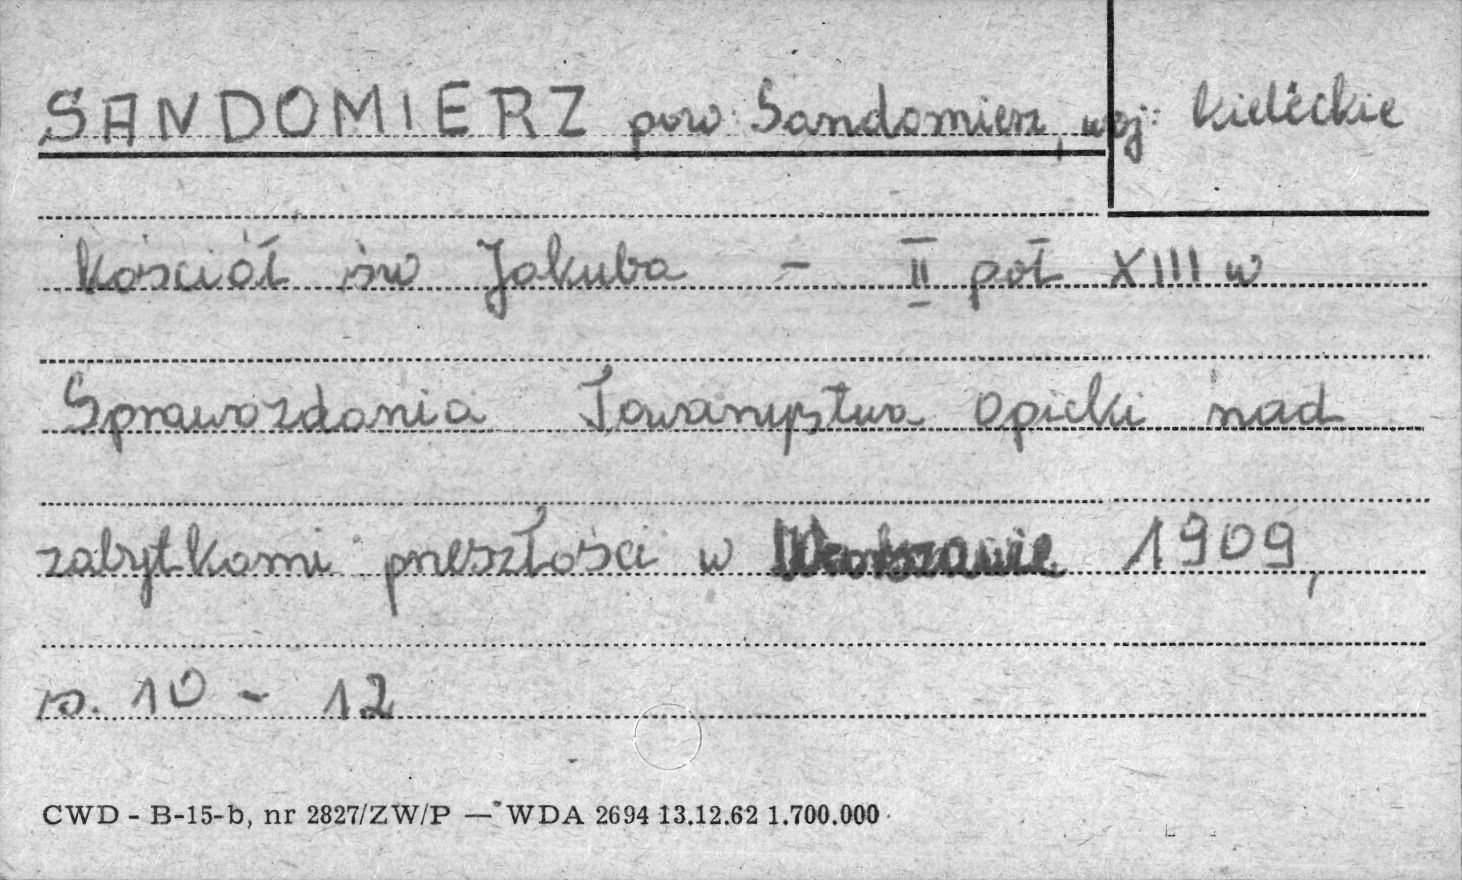 SANDOMIERZ pow. Sandomierz, woj. kieleckie
Kościół św Jakuba – II poł XIII w
Sprawozdania Towarzystwa Opieki nad
zabytkami przeszłości w 1909,
s. 10 - 12
CWD - B-15-b, nr 2827/ZW/P — WDA 2694 13.12.62 1.700.000